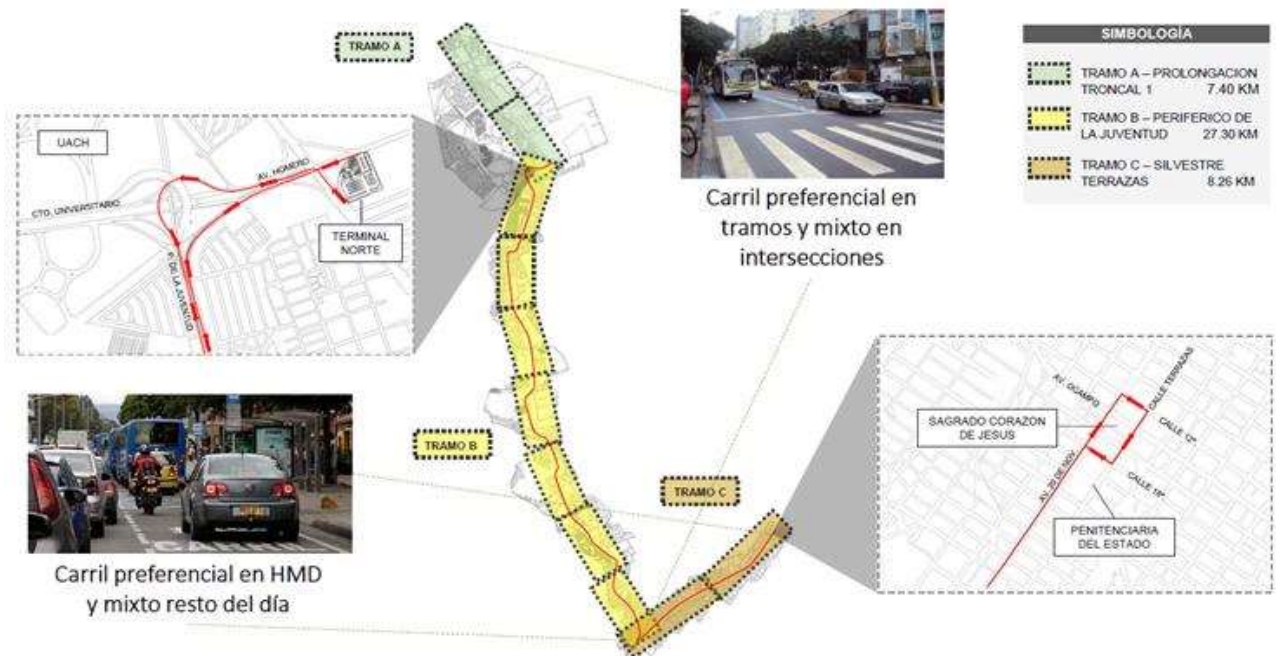 TRAMO A
SIMBOLOGÍA
TRAMO A – PROLONGACION
TRONCAL 1 7.40 KM
TRAMO B – PERIFERICO DE
LA JUVENTUD 27.30 KM
TRAMO C – SILVESTRE
TERRAZAS 8.26 KM
UACH
AV. HOMERO
CTO. UNIVERSITARIO
TERMINAL
NORTE
P. DE LA JUVENTUD
Carril preferencial en
tramos y mixto en
intersecciones
TRAMO B
TRAMO C
AV. OCAMPO
CALLE TERRAZAS
SAGRADO CORAZON
DE JESUS
CALLE 12ª
AV. 20 DE NOV
CALLE 18ª
PENITENCIARIA
DEL ESTADO
Carril preferencial en HMD
y mixto resto del día